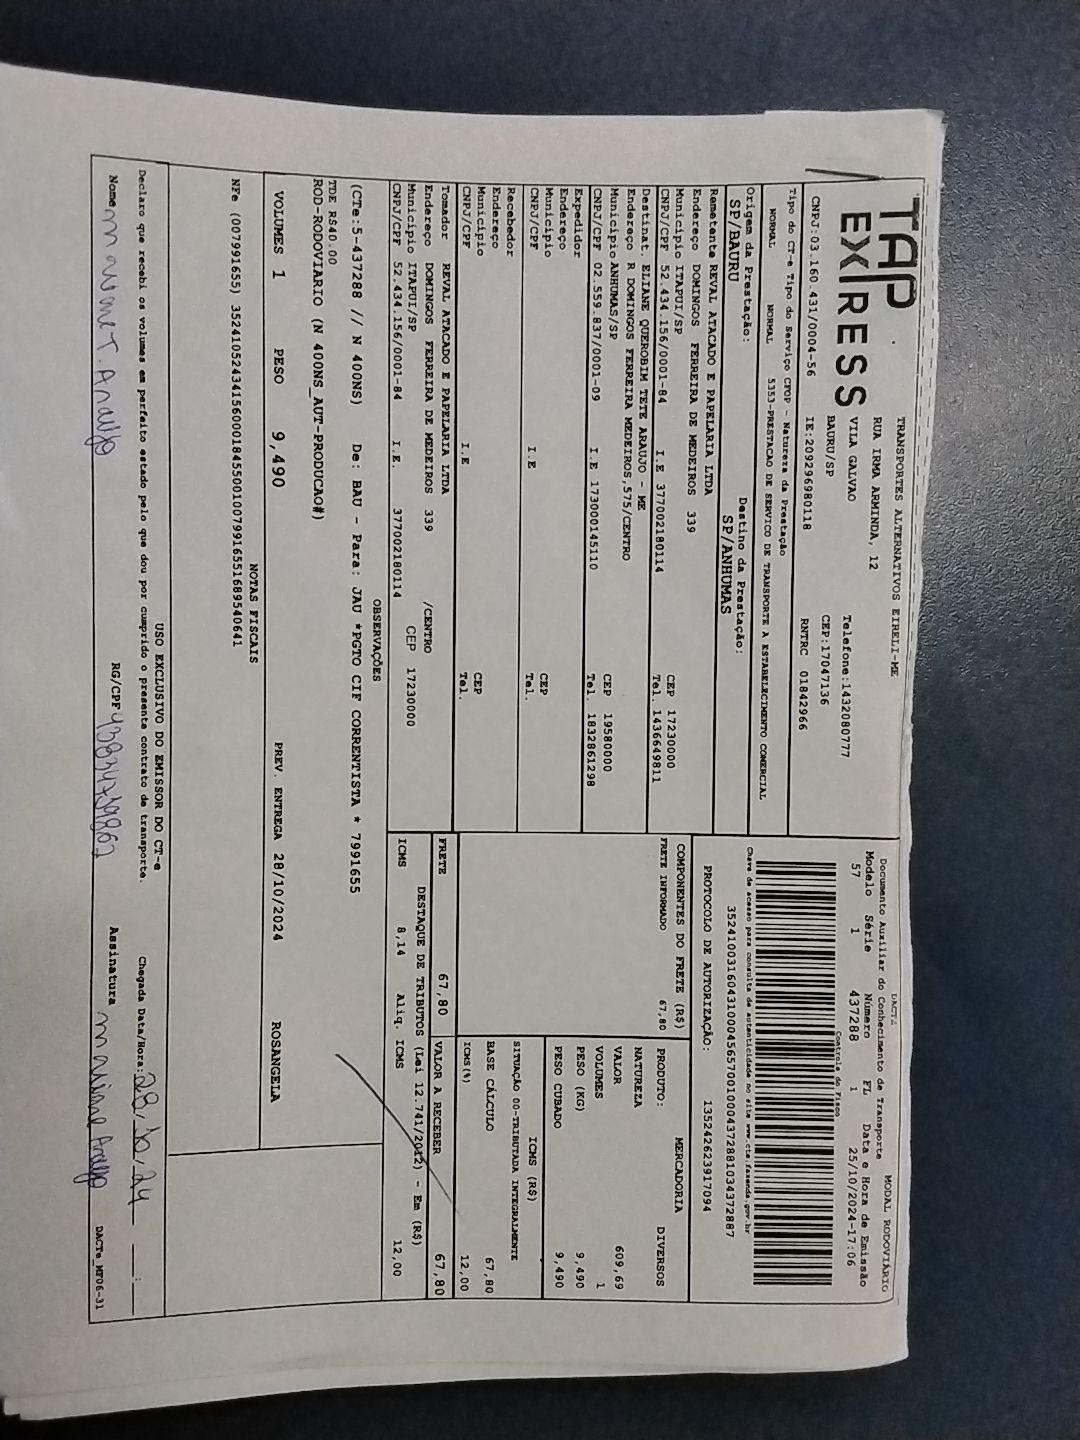 TAP
EXPRESS
TRANSPORTES ALTERNATIVOS EIRELI-ME
RUA IRMA ARMINDA, 12
VILA GALVAO
BAURU/SP
Telefone:1432080777
CEP:17047136
CNPJ:03.160.431/0004-56 IE:209296980118 RNTRC 01842966
Tipo do CT-e Tipo do Serviço CFOP - Natureza da Prestação
NORMAL NORMAL 5353-PRESTACAO DE SERVICO DE TRANSPORTE A ESTABELECIMENTO COMERCIAL
Origem da Prestação: Destino da Prestação:
SP/BAURU SP/ANHUMAS
DACTE MODAL RODOVIÁRIO
Documento Auxiliar do Conhecimento de Transporte
Modelo Série Número FL Data e Hora de Emissão
57 1 437288 1 25/10/2024-17:06
Controle do Fisco
Chave de acesso para consulta de autenticidade no site www.cte.fazenda.gov.br
35241003160431000456570010004372881034372887
PROTOCOLO DE AUTORIZAÇÃO: 135242623917094
Remetente REVAL ATACADO E PAPELARIA LTDA
Endereço DOMINGOS FERREIRA DE MEDEIROS 339
Município ITAPUI/SP CEP 17230000
CNPJ/CPF 52.434.156/0001-84 I.E 377002180114 Tel. 1436649811
Destinat. ELIANE QUEROBIM TETE ARAUJO - ME
Endereço R DOMINGOS FERREIRA MEDEIROS,575/CENTRO
Município ANHUMAS/SP CEP 19580000
CNPJ/CPF 02.559.837/0001-09 I.E 173000145110 Tel. 1832861298
Expedidor
Endereço
Município CEP
CNPJ/CPF I.E Tel.
Recebedor
Endereço
Município CEP
CNPJ/CPF I.E Tel.
Tomador REVAL ATACADO E PAPELARIA LTDA
Endereço DOMINGOS FERREIRA DE MEDEIROS 339 /CENTRO
Município ITAPUI/SP CEP 17230000
CNPJ/CPF 52.434.156/0001-84 I.E. 377002180114
COMPONENTES DO FRETE (R$)
FRETE INFORMADO 67,80
PRODUTO: MERCADORIA
NATUREZA DIVERSOS
VALOR 609,69
VOLUMES 1
PESO (KG) 9,490
PESO CUBADO 9,490
ICMS (R$)
SITUAÇÃO 00-TRIBUTADA INTEGRALMENTE
BASE CÁLCULO 67,80
ICMS(%) 12,00
FRETE 67,80 VALOR A RECEBER 67,80
DESTAQUE DE TRIBUTOS (Lei 12.741/2012) - Em (R$)
ICMS 8,14 Aliq. ICMS 12,00
OBSERVAÇÕES
(CTe:5-437288 // N 400NS) De: BAU - Para: JAU *PGTO CIF CORRENTISTA * 7991655
TDE R$40.00
ROD-RODOVIARIO (N 400NS_AUT-PRODUCAO#)
VOLUMES 1 PESO 9,490 PREV. ENTREGA 28/10/2024 ROSANGELA
NOTAS FISCAIS
NFe (007991655) 35241052434156000184550010079916551689540641
USO EXCLUSIVO DO EMISSOR DO CT-e
Declaro que recebi os volumes em perfeito estado pelo que dou por cumprido o presente contrato de transporte. Chegada Data/Hora: 28/10/24 __:__
Nome T. Araujo RG/CPF Assinatura Mariane Araujo DACTe_MT06-31